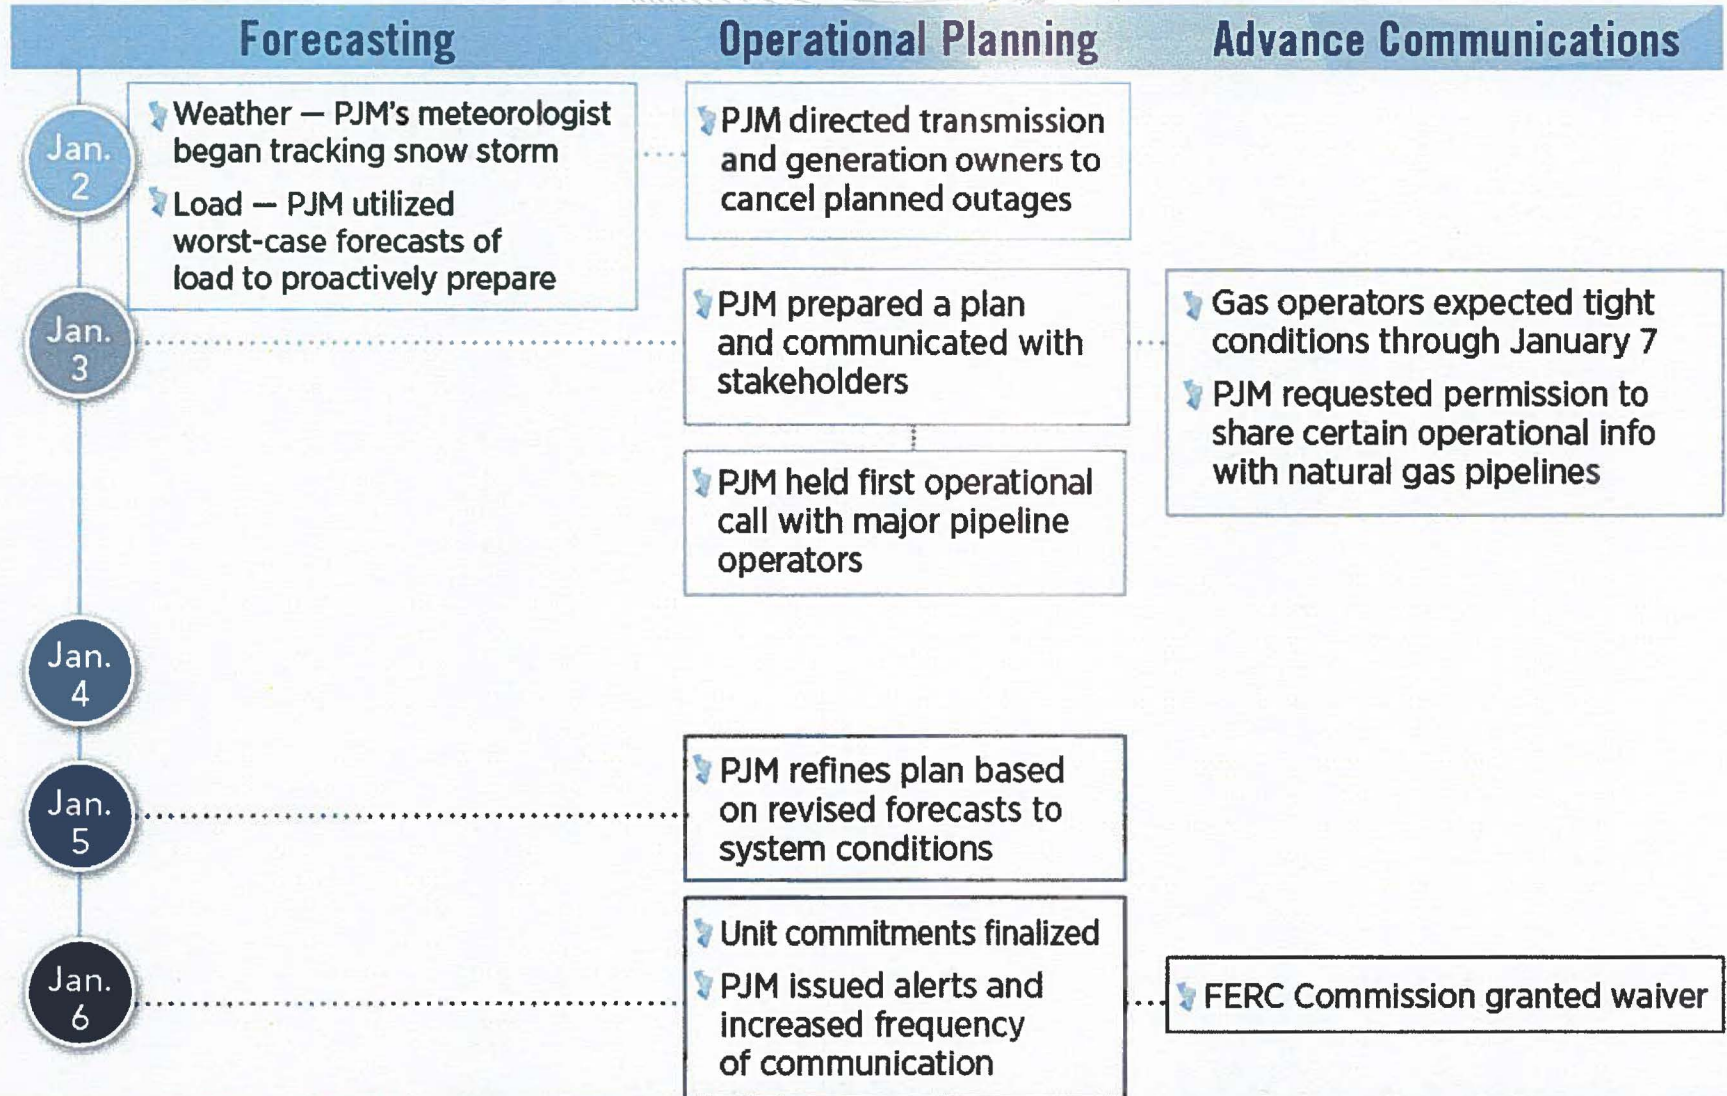 Forecasting
Operational Planning
Advance Communications
Jan.
2
Weather — PJM's meteorologist
began tracking snow storm
Load — PJM utilized
worst-case forecasts of
load to proactively prepare
PJM directed transmission
and generation owners to
cancel planned outages
Jan.
3
PJM prepared a plan
and communicated with
stakeholders
PJM held first operational
call with major pipeline
operators
Gas operators expected tight
conditions through January 7
PJM requested permission to
share certain operational info
with natural gas pipelines
Jan.
4
Jan.
5
PJM refines plan based
on revised forecasts to
system conditions
Jan.
6
Unit commitments finalized
PJM issued alerts and
increased frequency
of communication
FERC Commission granted waiver